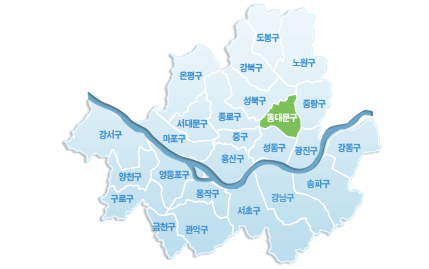 도봉구
노원구
강북구
은평구
성북구
중랑구
종로구
동대문구
서대문구
강서구
마포구
중구
성동구
광진구
강동구
용산구
양천구
영등포구
송파구
동작구
구로구
강남구
서초구
금천구
관악구